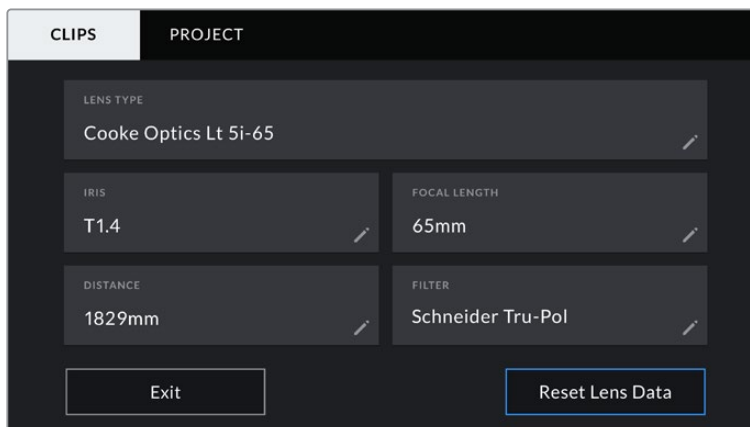 CLIPS PROJECT
LENS TYPE
Cooke Optics Lt 5i-65
IRIS
T1.4
FOCAL LENGTH
65mm
DISTANCE
1829mm
FILTER
Schneider Tru-Pol
Exit
Reset Lens Data